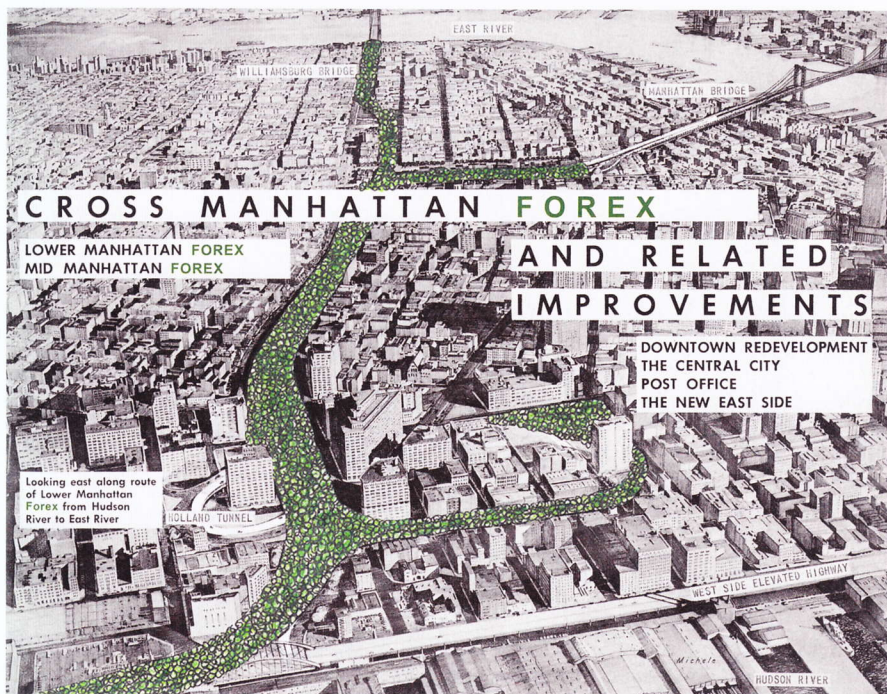 EAST RIVER
WILLIAMSBURG BRIDGE
MANHATTAN BRIDGE
CROSS MANHATTAN FOREX
LOWER MANHATTAN FOREX
MID MANHATTAN FOREX
AND RELATED
IMPROVEMENTS
DOWNTOWN REDEVELOPMENT
THE CENTRAL CITY
POST OFFICE
THE NEW EAST SIDE
Looking east along route
of Lower Manhattan
Forex from Hudson
River to East River
HOLLAND TUNNEL
WEST SIDE ELEVATED HIGHWAY
Michele
HUDSON RIVER